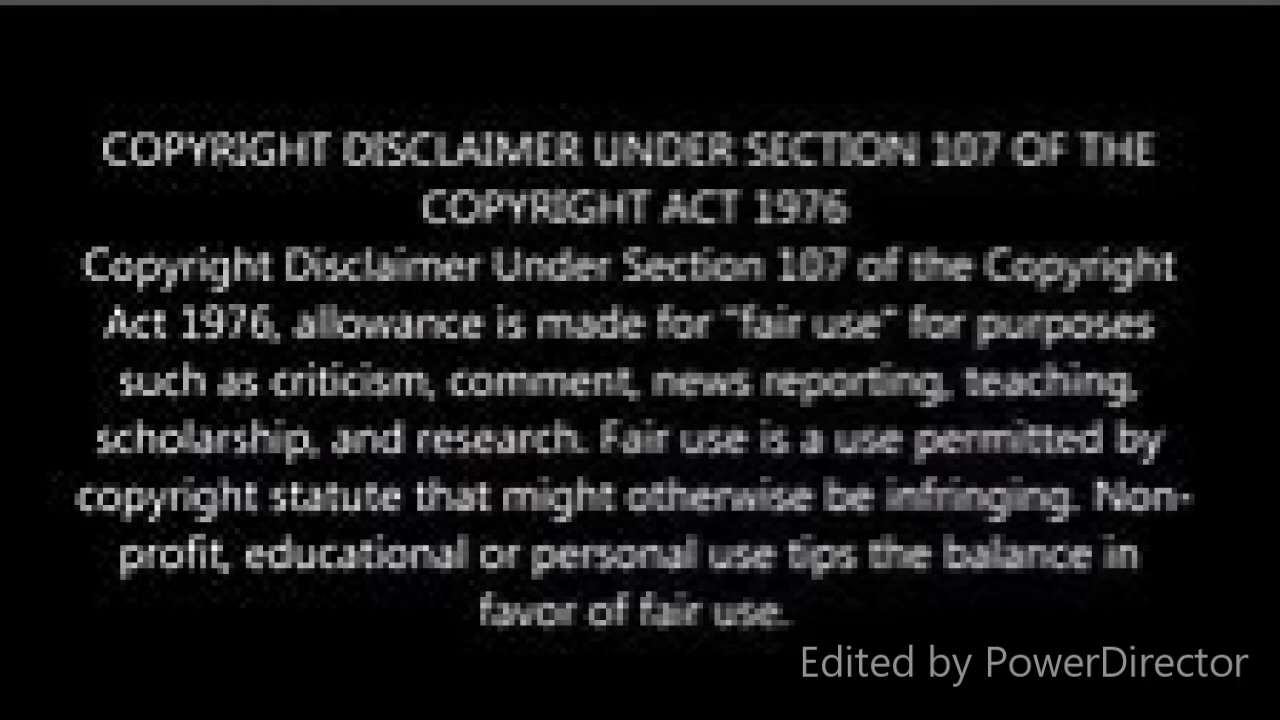 COPYRIGHT DISCLAIMER UNDER SECTION 107 OF THE
COPYRIGHT ACT 1976
Copyright Disclaimer Under Section 107 of the Copyright
Act 1976, allowance is made for "fair use" for purposes
such as criticism, comment, news reporting, teaching,
scholarship, and research. Fair use is a use permitted by
copyright statute that might otherwise be infringing. Non-
profit, educational or personal use tips the balance in
favor of fair use.
Edited by PowerDirector